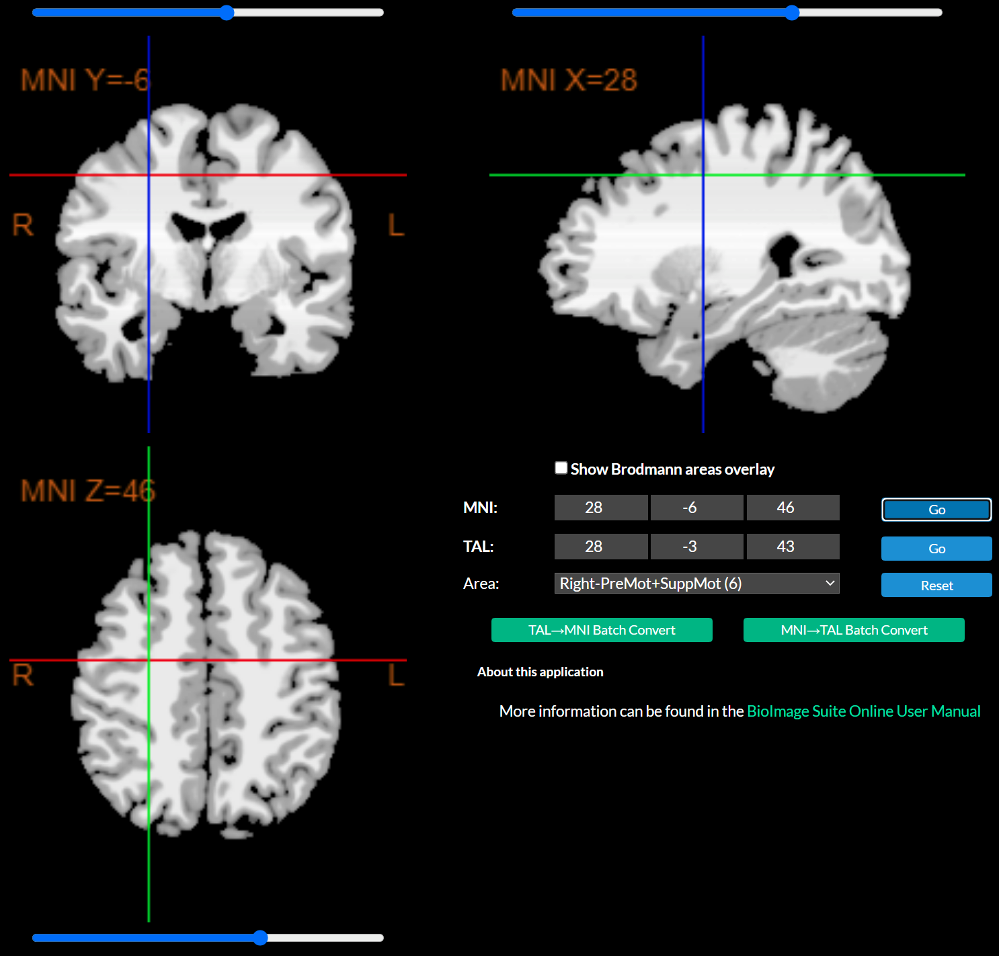 MNI Y=-6
R
L
MNI X=28
MNI Z=46
R
L
Show Brodmann areas overlay
MNI: 28 -6 46 Go
TAL: 28 -3 43 Go
Area: Right-PreMot+SuppMot (6) Reset
TAL→MNI Batch Convert MNI→TAL Batch Convert
About this application
More information can be found in the BioImage Suite Online User Manual